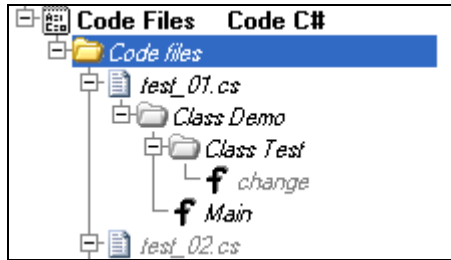 Code Files Code C#
Code files
test_01.cs
Class Demo
Class Test
change
Main
test_02.cs